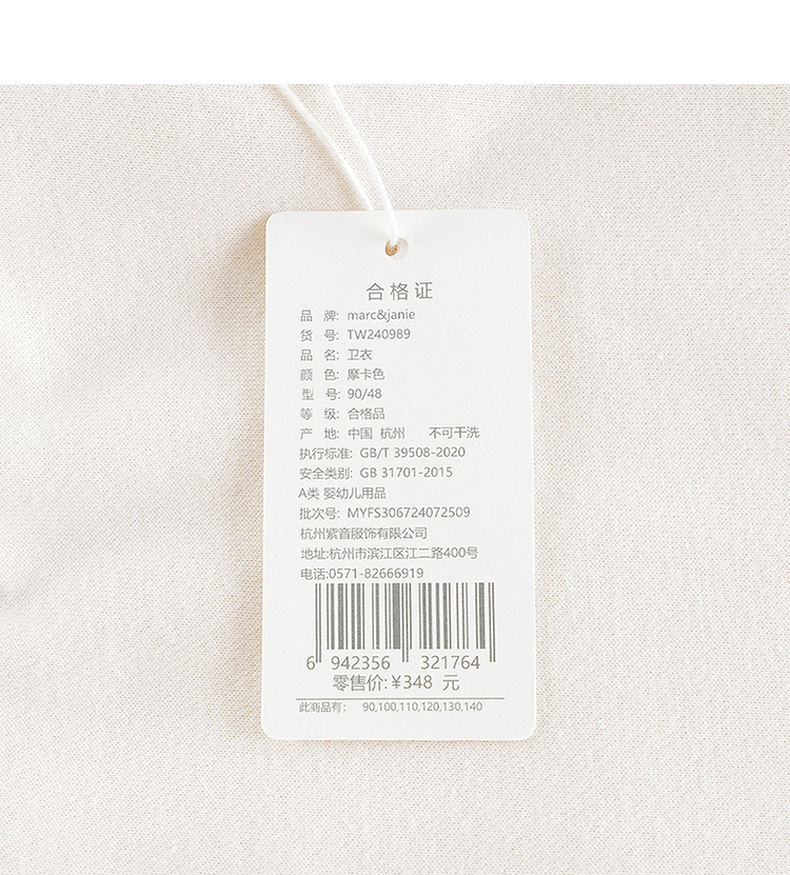 合格证
品 牌: marc&janie
货 号: TW240989
品 名: 卫衣
颜 色: 摩卡色
型 号: 90/48
等 级: 合格品
产 地: 中国 杭州 不可干洗
执行标准: GB/T 39508-2020
安全类别: GB 31701-2015
A类 婴幼儿用品
批次号: MYFS306724072509
杭州紫音服饰有限公司
地址:杭州市滨江区江二路400号
电话:0571-82666919
6 942356 321764
零售价:¥348 元
此商品有: 90,100,110,120,130,140